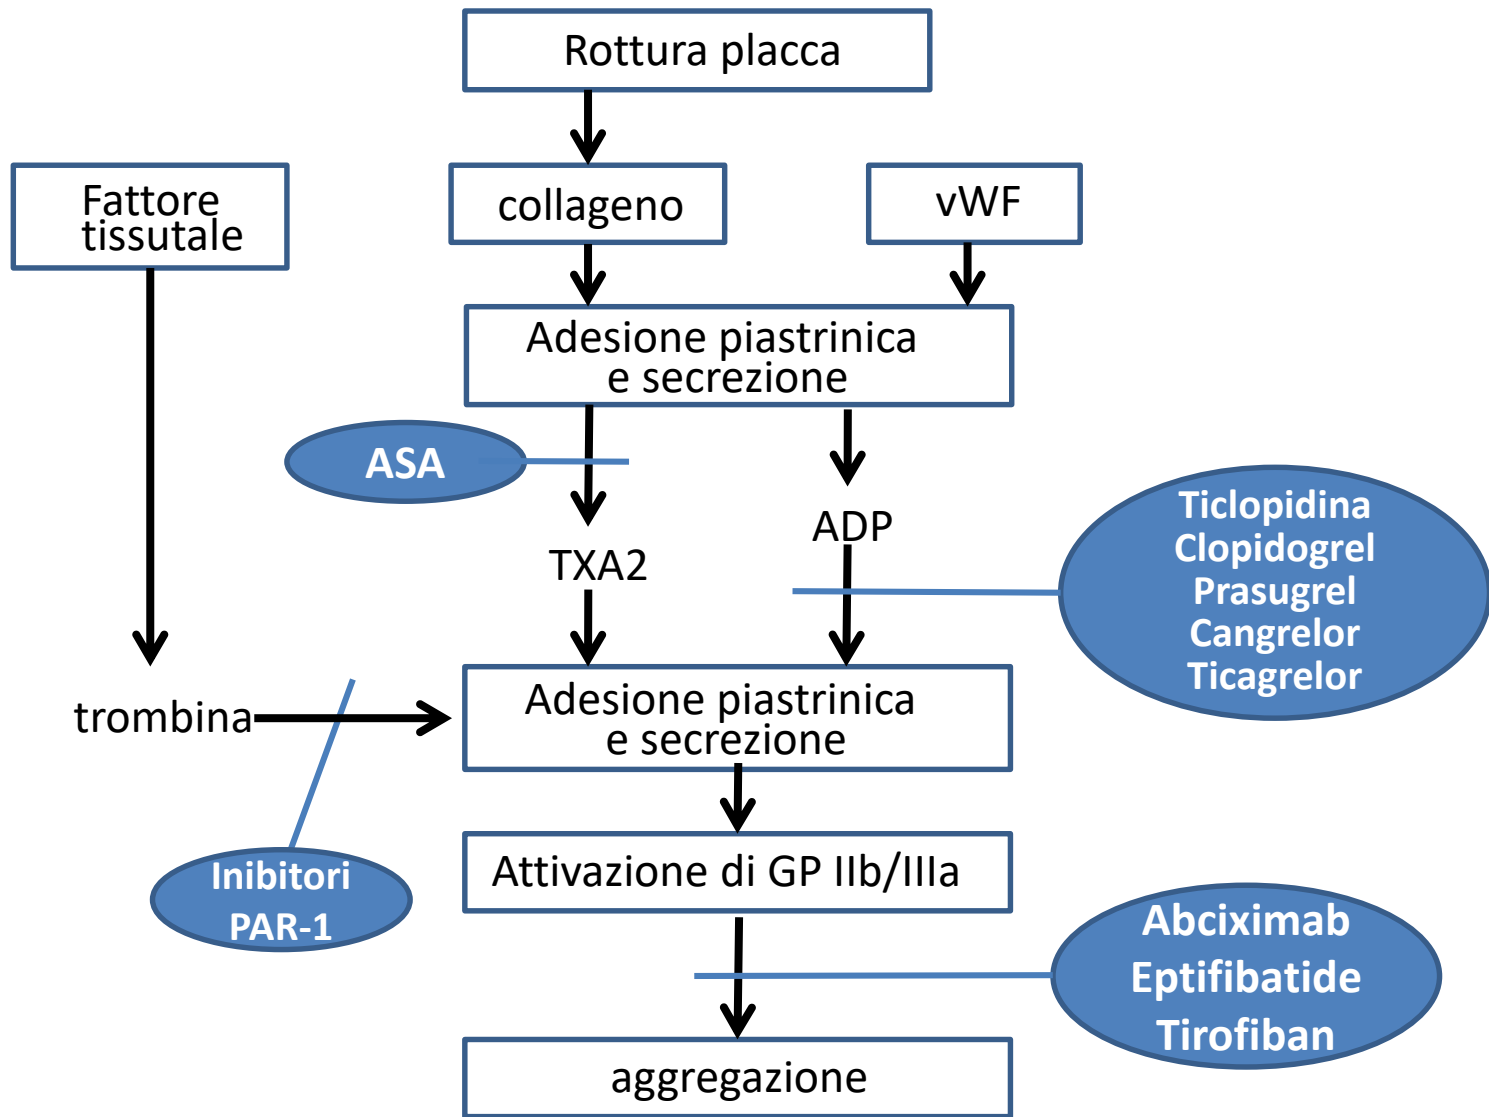 Rottura placca
Fattore
tissutale
collageno
vWF
Adesione piastrinica
e secrezione
ASA
TXA2
ADP
Ticlopidina
Clopidogrel
Prasugrel
Cangrelor
Ticagrelor
trombina
Adesione piastrinica
e secrezione
Inibitori
PAR-1
Attivazione di GP IIb/IIIa
Abciximab
Eptifibatide
Tirofiban
aggregazione